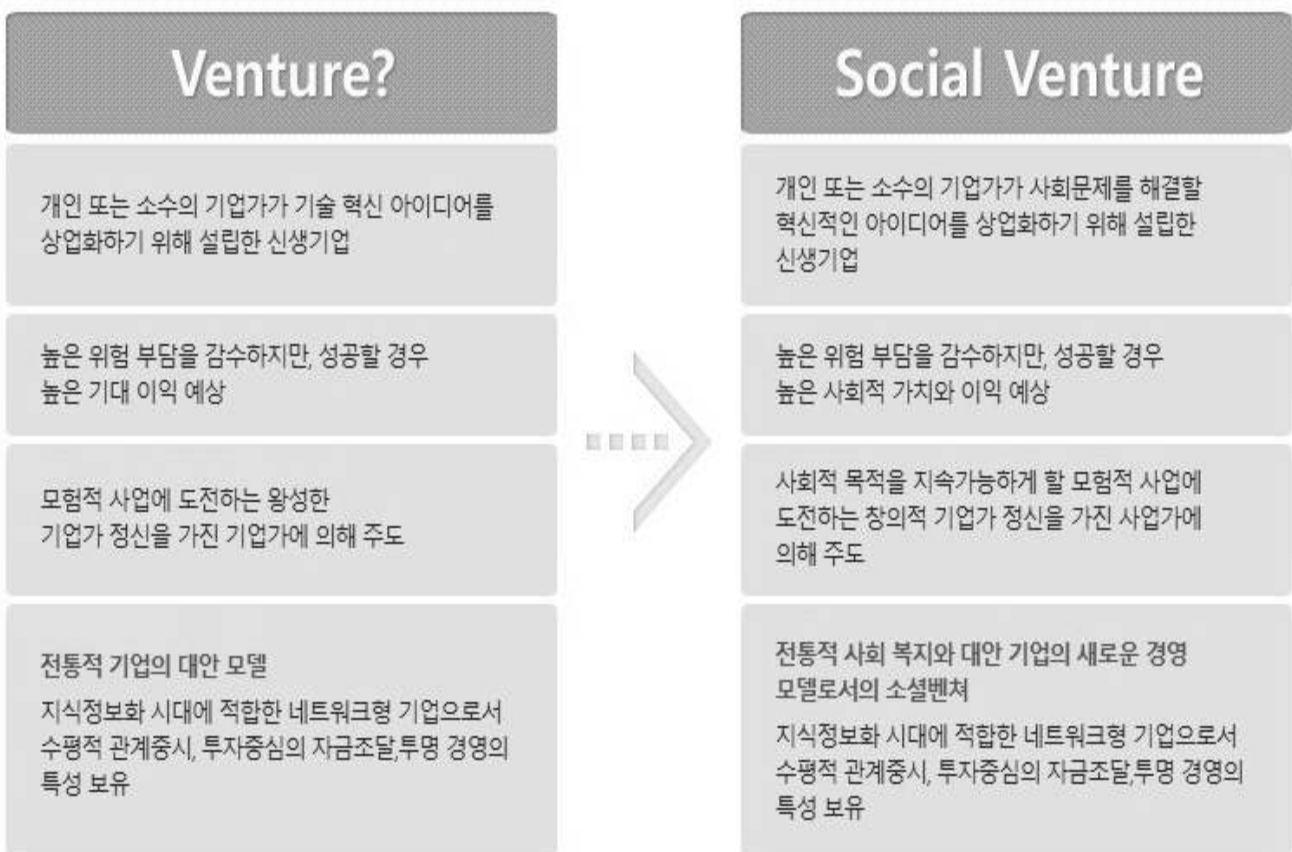 Venture?
개인 또는 소수의 기업가가 기술 혁신 아이디어를
상업화하기 위해 설립한 신생기업
높은 위험 부담을 감수하지만, 성공할 경우
높은 기대 이익 예상
모험적 사업에 도전하는 왕성한
기업가 정신을 가진 기업가에 의해 주도
전통적 기업의 대안 모델
지식정보화 시대에 적합한 네트워크형 기업으로서
수평적 관계중시, 투자중심의 자금조달,투명 경영의
특성 보유
Social Venture
개인 또는 소수의 기업가가 사회문제를 해결할
혁신적인 아이디어를 상업화하기 위해 설립한
신생기업
높은 위험 부담을 감수하지만, 성공할 경우
높은 사회적 가치와 이익 예상
사회적 목적을 지속가능하게 할 모험적 사업에
도전하는 창의적 기업가 정신을 가진 사업가에
의해 주도
전통적 사회 복지와 대안 기업의 새로운 경영
모델로서의 소셜벤쳐
지식정보화 시대에 적합한 네트워크형 기업으로서
수평적 관계중시, 투자중심의 자금조달,투명 경영의
특성 보유